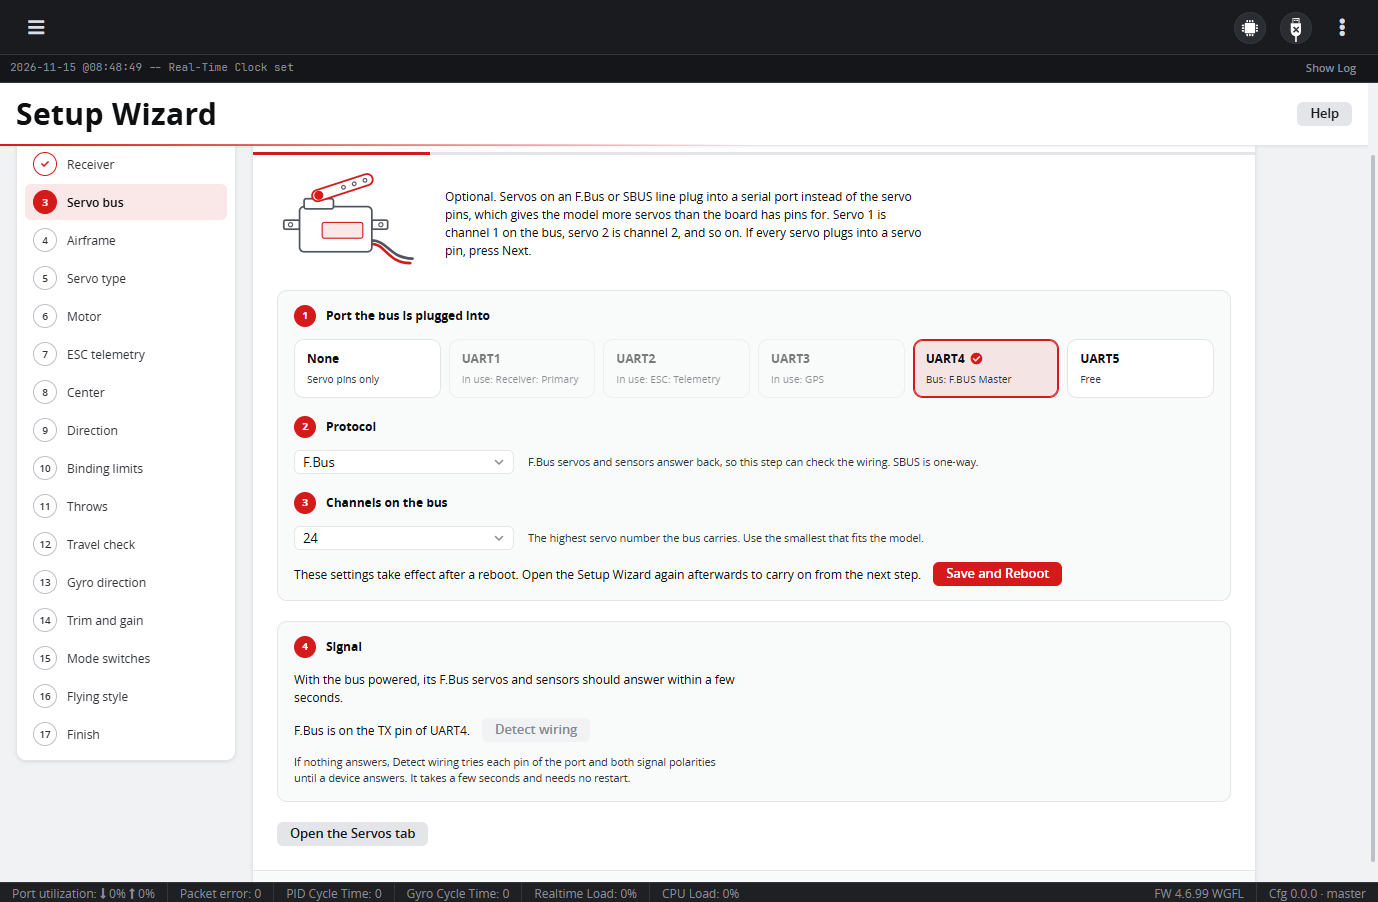 2026-11-15 @08:48:49 -- Real-Time Clock set
Show Log
Setup Wizard
Help
Receiver
3 Servo bus
4 Airframe
5 Servo type
6 Motor
7 ESC telemetry
8 Center
9 Direction
10 Binding limits
11 Throws
12 Travel check
13 Gyro direction
14 Trim and gain
15 Mode switches
16 Flying style
17 Finish
Optional. Servos on an F.Bus or SBUS line plug into a serial port instead of the servo
pins, which gives the model more servos than the board has pins for. Servo 1 is
channel 1 on the bus, servo 2 is channel 2, and so on. If every servo plugs into a servo
pin, press Next.
1 Port the bus is plugged into
None
Servo pins only
UART1
In use: Receiver: Primary
UART2
In use: ESC: Telemetry
UART3
In use: GPS
UART4
Bus: F.BUS Master
UART5
Free
2 Protocol
F.Bus
F.Bus servos and sensors answer back, so this step can check the wiring. SBUS is one-way.
3 Channels on the bus
24
The highest servo number the bus carries. Use the smallest that fits the model.
These settings take effect after a reboot. Open the Setup Wizard again afterwards to carry on from the next step.
Save and Reboot
4 Signal
With the bus powered, its F.Bus servos and sensors should answer within a few
seconds.
F.Bus is on the TX pin of UART4.
Detect wiring
If nothing answers, Detect wiring tries each pin of the port and both signal polarities
until a device answers. It takes a few seconds and needs no restart.
Open the Servos tab
Port utilization: 0% 0%
Packet error: 0
PID Cycle Time: 0
Gyro Cycle Time: 0
Realtime Load: 0%
CPU Load: 0%
FW 4.6.99 WGFL
Cfg 0.0.0 - master